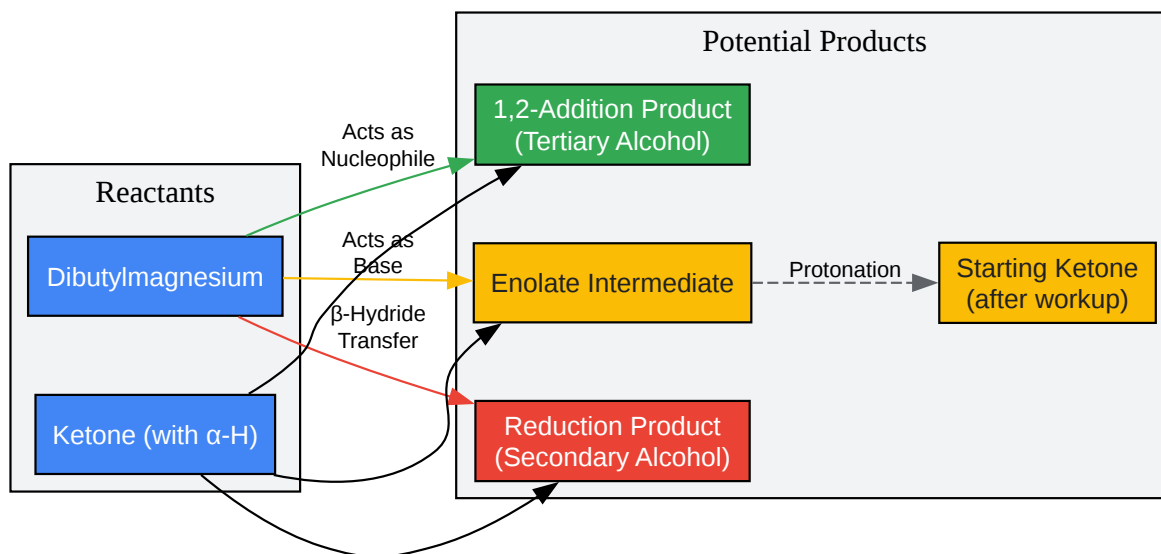 Potential Products
1,2-Addition Product
(Tertiary Alcohol)
Acts as
Nucleophile
Reactants
Dibutylmagnesium
Acts as
Base
Enolate Intermediate
Protonation
Starting Ketone
(after workup)
β-Hydride
Transfer
Ketone (with α-H)
Reduction Product
(Secondary Alcohol)